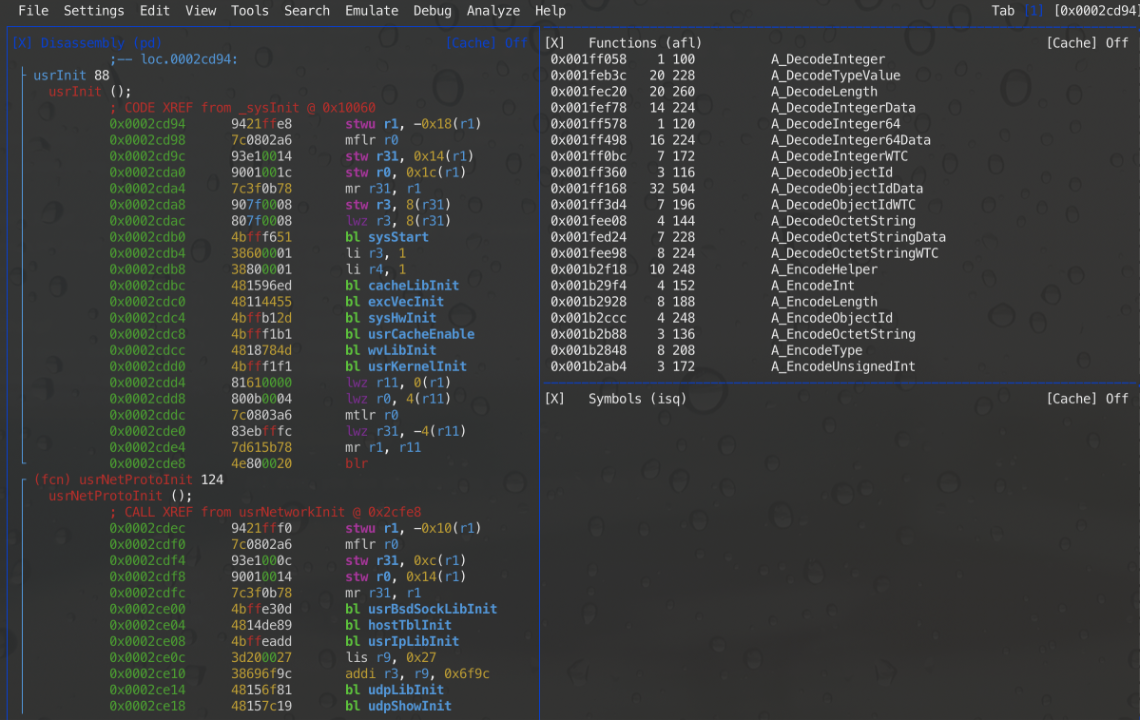 File Settings Edit View Tools Search Emulate Debug Analyze Help Tab [1] [0x0002cd94]
[X] Disassembly (pd) [Cache] Off
;-- loc.0002cd94:
usrInit 88
usrInit ();
; CODE XREF from _sysInit @ 0x10060
0x0002cd94 9421ffe8 stwu r1, -0x18(r1)
0x0002cd98 7c0802a6 mflr r0
0x0002cd9c 93e10014 stw r31, 0x14(r1)
0x0002cda0 9001001c stw r0, 0x1c(r1)
0x0002cda4 7c3f0b78 mr r31, r1
0x0002cda8 907f0008 stw r3, 8(r31)
0x0002cdac 807f0008 lwz r3, 8(r31)
0x0002cdb0 4bfff651 bl sysStart
0x0002cdb4 38600001 li r3, 1
0x0002cdb8 38800001 li r4, 1
0x0002cdbc 481596ed bl cacheLibInit
0x0002cdc0 48114455 bl excVecInit
0x0002cdc4 4bffb12d bl sysHwInit
0x0002cdc8 4bfff1b1 bl usrCacheEnable
0x0002cdcc 4818784d bl wvLibInit
0x0002cdd0 4bfff1f1 bl usrKernelInit
0x0002cdd4 81610000 lwz r11, 0(r1)
0x0002cdd8 800b0004 lwz r0, 4(r11)
0x0002cddc 7c0803a6 mtlr r0
0x0002cde0 83ebfffc lwz r31, -4(r11)
0x0002cde4 7d615b78 mr r1, r11
0x0002cde8 4e800020 blr
(fcn) usrNetProtoInit 124
usrNetProtoInit ();
; CALL XREF from usrNetworkInit @ 0x2cfe8
0x0002cdec 9421fff0 stwu r1, -0x10(r1)
0x0002cdf0 7c0802a6 mflr r0
0x0002cdf4 93e1000c stw r31, 0xc(r1)
0x0002cdf8 90010014 stw r0, 0x14(r1)
0x0002cdfc 7c3f0b78 mr r31, r1
0x0002ce00 4bffe30d bl usrBsdSockLibInit
0x0002ce04 4814de89 bl hostTblInit
0x0002ce08 4bffeadd bl usrIpLibInit
0x0002ce0c 3d200027 lis r9, 0x27
0x0002ce10 38696f9c addi r3, r9, 0x6f9c
0x0002ce14 48156f81 bl udpLibInit
0x0002ce18 48157c19 bl udpShowInit
[X] Functions (afl) [Cache] Off
0x001ff058 1 100 A_DecodeInteger
0x001feb3c 20 228 A_DecodeTypeValue
0x001fec20 20 260 A_DecodeLength
0x001fef78 14 224 A_DecodeIntegerData
0x001ff578 1 120 A_DecodeInteger64
0x001ff498 16 224 A_DecodeInteger64Data
0x001ff0bc 7 172 A_DecodeIntegerWTC
0x001ff360 3 116 A_DecodeObjectId
0x001ff168 32 504 A_DecodeObjectIdData
0x001ff3d4 7 196 A_DecodeObjectIdWTC
0x001fee08 4 144 A_DecodeOctetString
0x001fed24 7 228 A_DecodeOctetStringData
0x001fee98 8 224 A_DecodeOctetStringWTC
0x001b2f18 10 248 A_EncodeHelper
0x001b29f4 4 152 A_EncodeInt
0x001b2928 8 188 A_EncodeLength
0x001b2ccc 4 248 A_EncodeObjectId
0x001b2b88 3 136 A_EncodeOctetString
0x001b2848 8 208 A_EncodeType
0x001b2ab4 3 172 A_EncodeUnsignedInt
[X] Symbols (isq) [Cache] Off